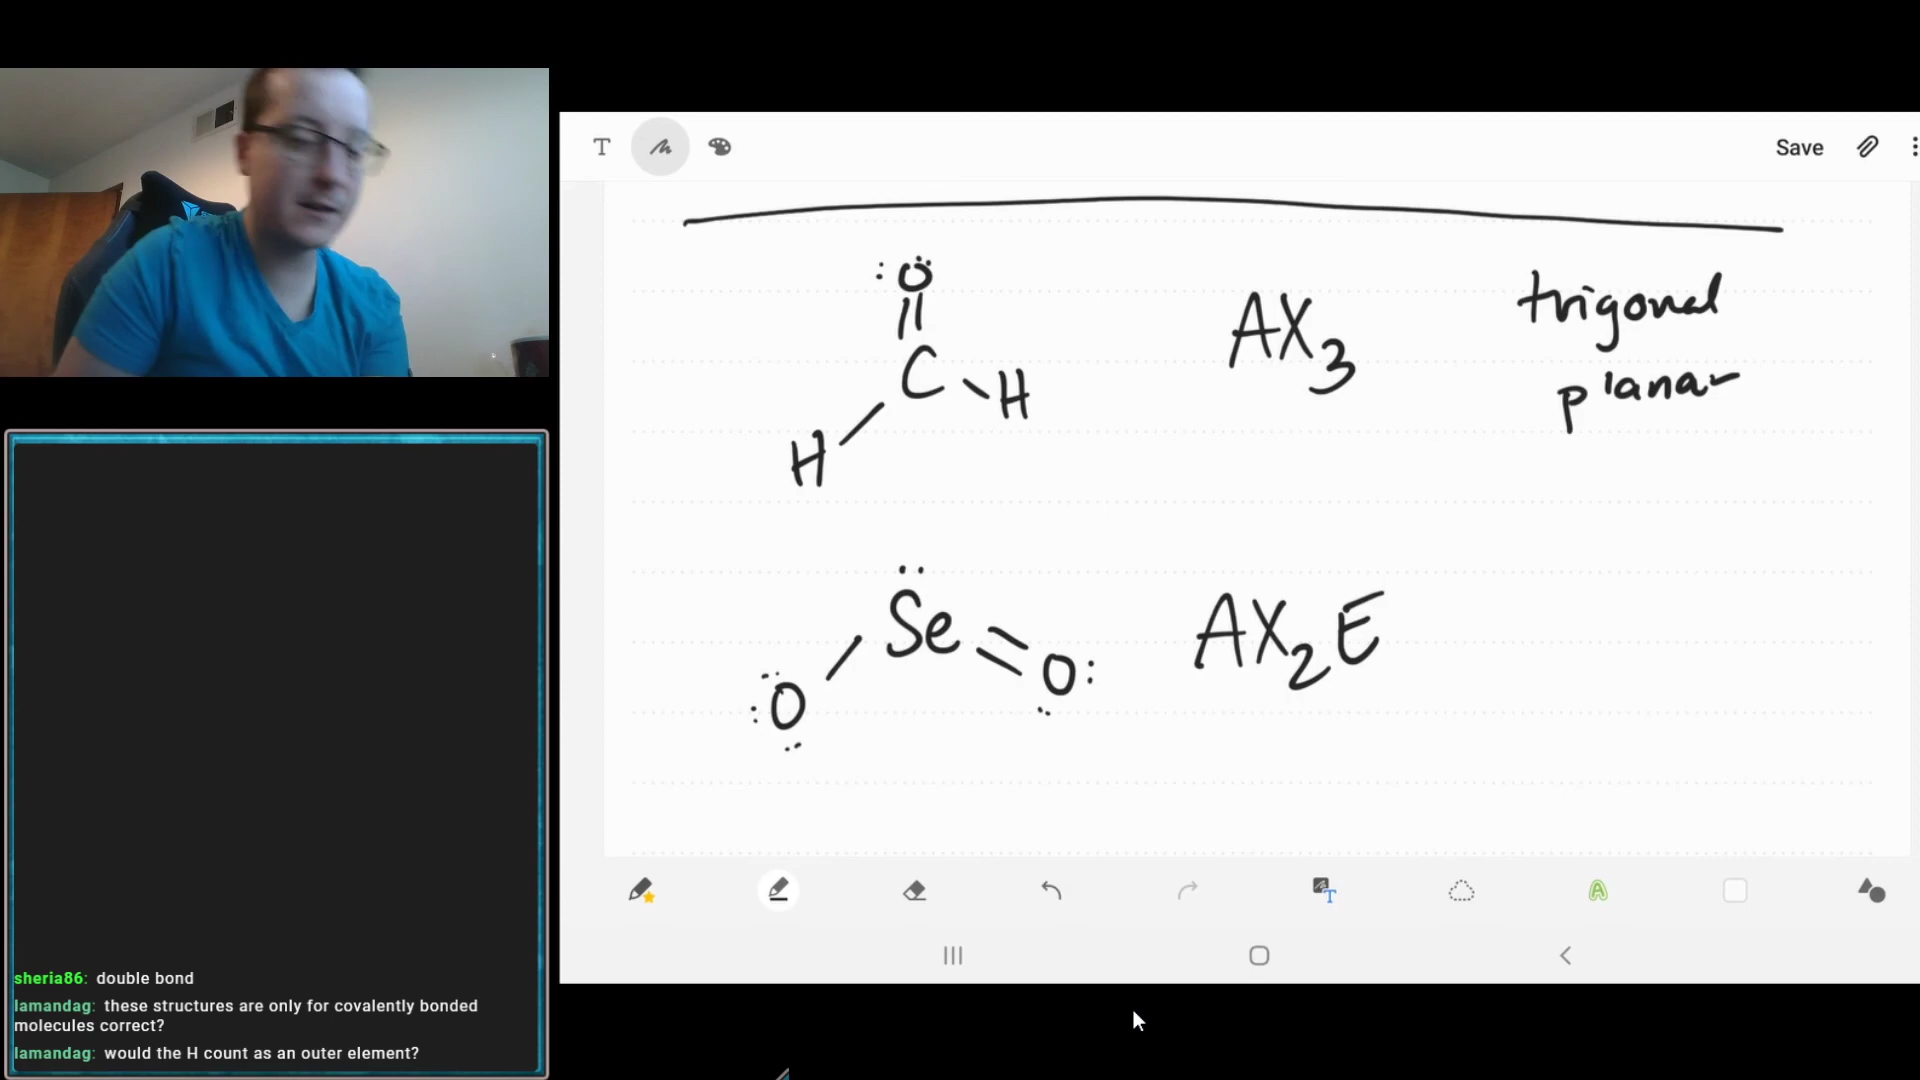 T
Save
:Ö̤
C
H
H
AX3
trigonal
planar
Se
O
O
AX2E
sheria86: double bond
lamandag: these structures are only for covalently bonded
molecules correct?
lamandag: would the H count as an outer element?